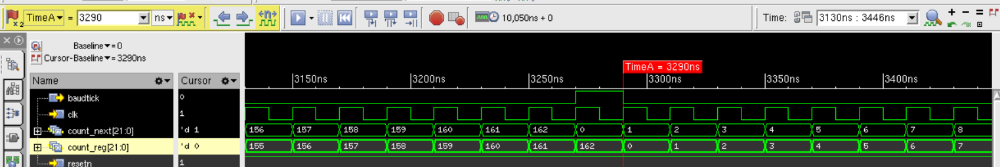 x2 TimeA = 3290 ns 10,050ns + 0 Time: 3130ns : 3446ns
Baseline = 0
Cursor-Baseline = 3290ns
TimeA = 3290ns
Name Cursor 3150ns 3200ns 3250ns 3300ns 3350ns 3400ns
baudtick 0
clk 1
count_next[21:0] 'd 1 156 157 158 159 160 161 162 0 1 2 3 4 5 6 7 8
count_reg[21:0] 'd 0 155 156 157 158 159 160 161 162 0 1 2 3 4 5 6 7
resetn 1